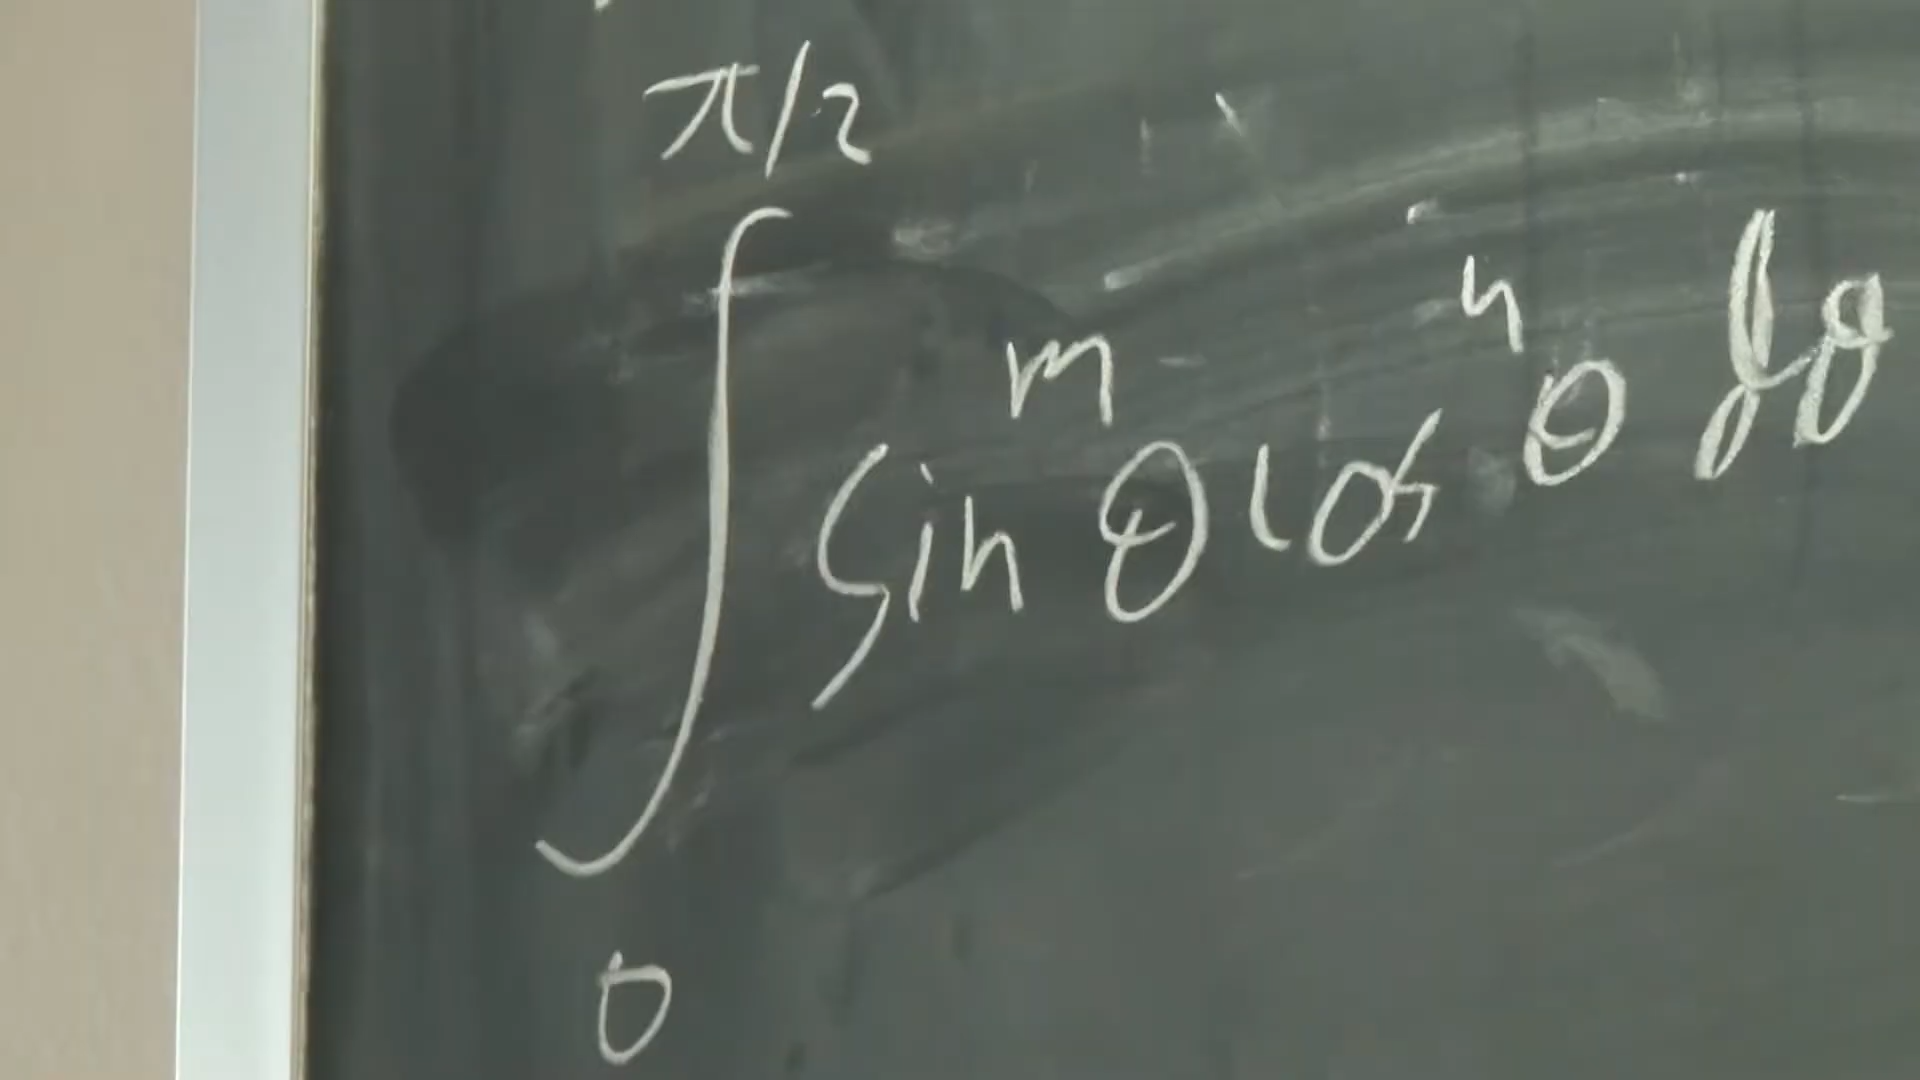 ∫₀^{π/2} sin^m θ cos^n θ dθ